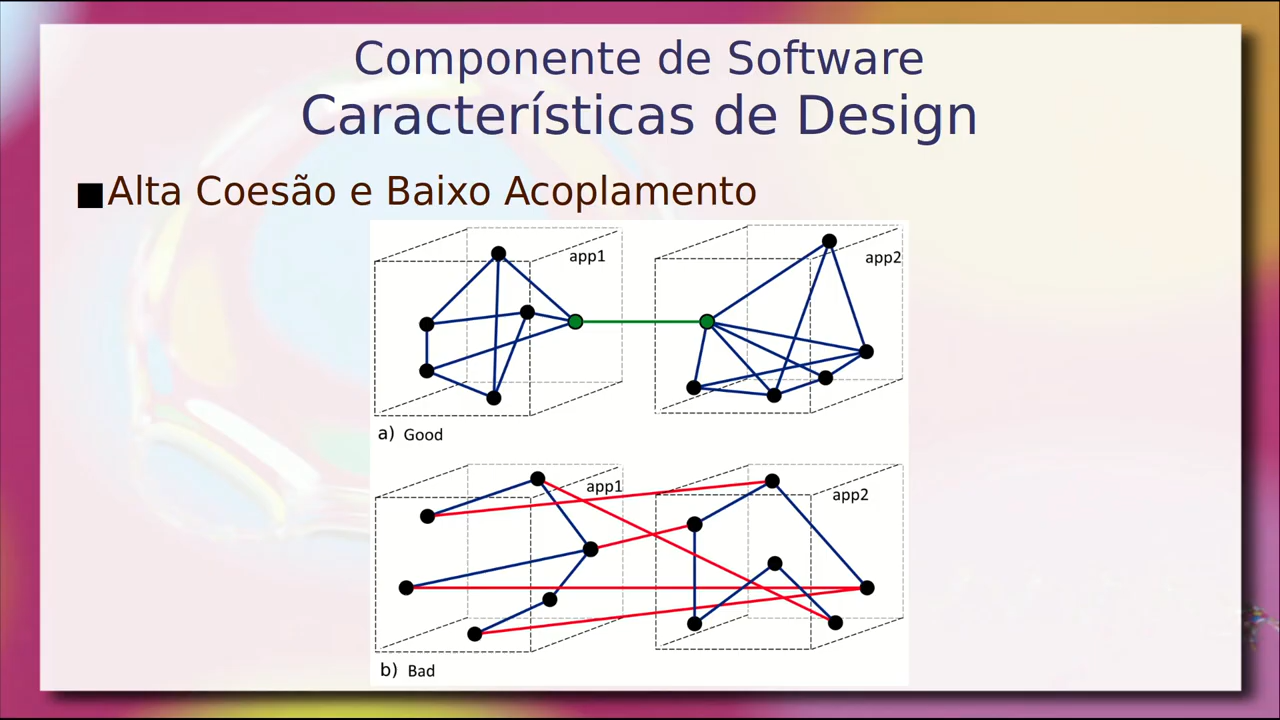 Componente de Software
Características de Design
Alta Coesão e Baixo Acoplamento
app1
app2
a) Good
app1
app2
b) Bad